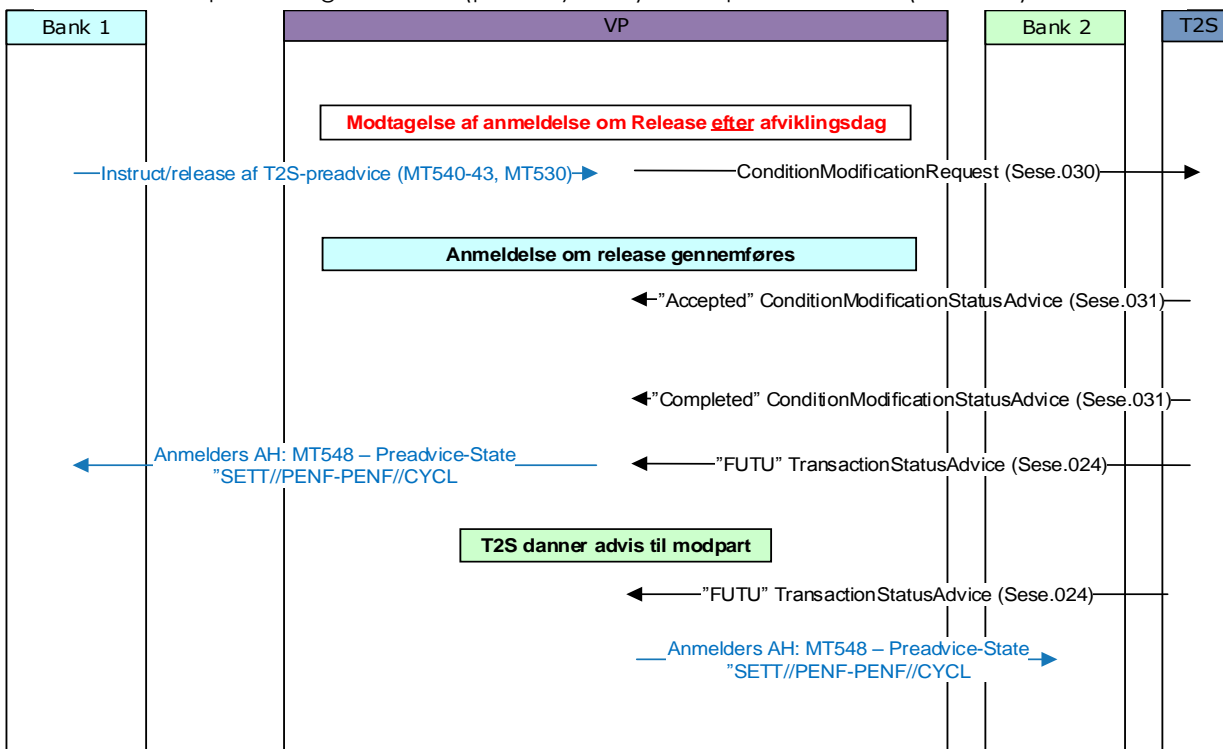 Bank 1
VP
Bank 2
T2S
Modtagelse af anmeldelse om Release efter afviklingsdag
Instruct/release af T2S-preadvice (MT540-43, MT530)
ConditionModificationRequest (Sese.030)
Anmeldelse om release gennemføres
”Accepted” ConditionModificationStatusAdvice (Sese.031)
”Completed” ConditionModificationStatusAdvice (Sese.031)
Anmelders AH: MT548 – Preadvice-State
”SETT//PENF-PENF//CYCL
”FUTU” TransactionStatusAdvice (Sese.024)
T2S danner advis til modpart
”FUTU” TransactionStatusAdvice (Sese.024)
Anmelders AH: MT548 – Preadvice-State
”SETT//PENF-PENF//CYCL